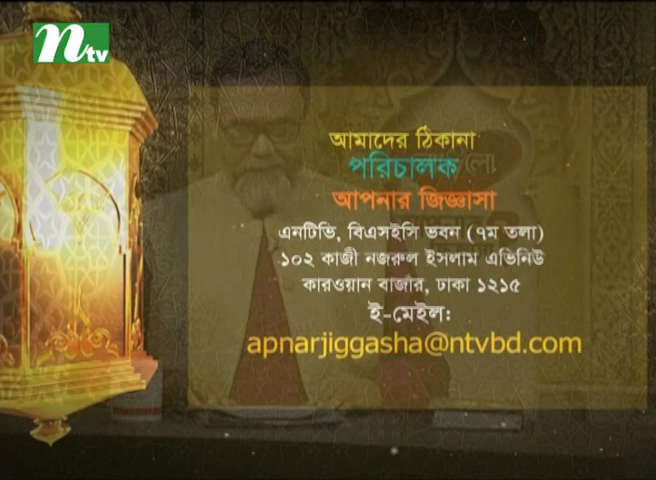 ntv
আমাদের ঠিকানা
পরিচালক
আপনার জিজ্ঞাসা
এনটিভি, বিএসইসি ভবন (৭ম তলা)
১০২ কাজী নজরুল ইসলাম এভিনিউ
কারওয়ান বাজার, ঢাকা ১২১৫
ই-মেইল:
apnarjiggasha@ntvbd.com